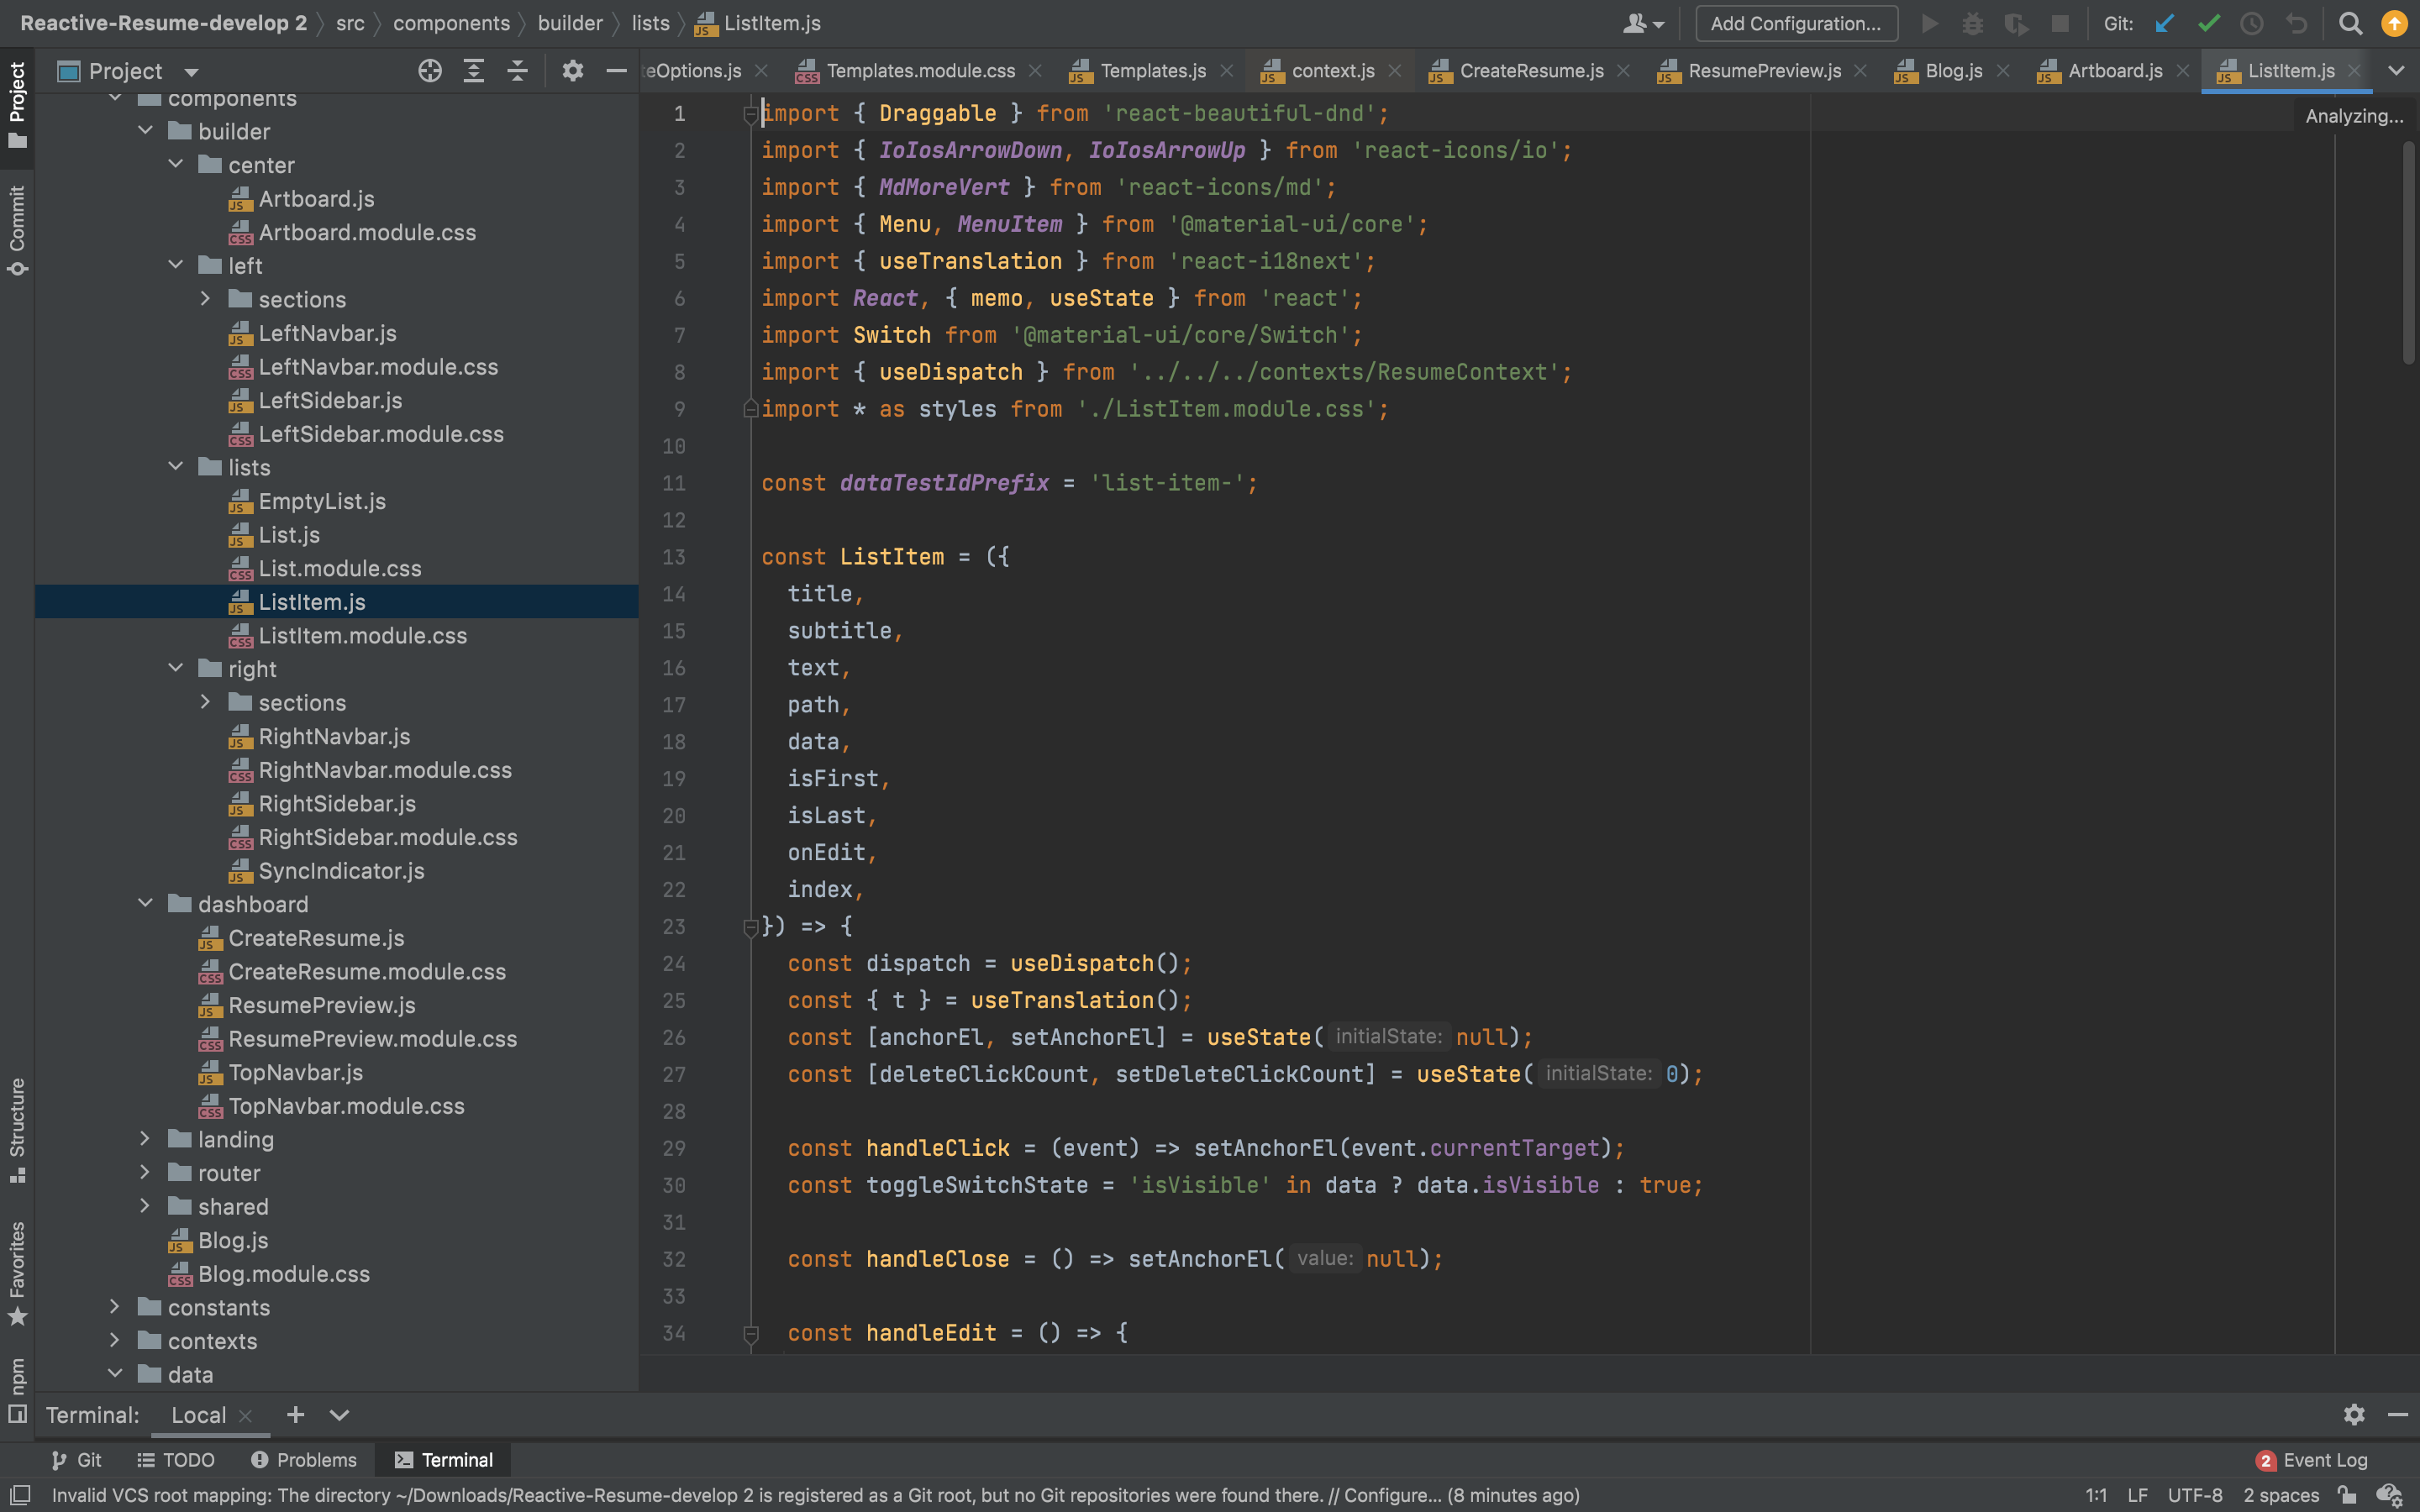 Reactive-Resume-develop 2 src components builder lists ListItem.js Add Configuration... Git:
Project
teOptions.js Templates.module.css Templates.js context.js CreateResume.js ResumePreview.js Blog.js Artboard.js ListItem.js
Project
Commit
Structure
Favorites
npm
components
builder
center
Artboard.js
Artboard.module.css
left
sections
LeftNavbar.js
LeftNavbar.module.css
LeftSidebar.js
LeftSidebar.module.css
lists
EmptyList.js
List.js
List.module.css
ListItem.js
ListItem.module.css
right
sections
RightNavbar.js
RightNavbar.module.css
RightSidebar.js
RightSidebar.module.css
SyncIndicator.js
dashboard
CreateResume.js
CreateResume.module.css
ResumePreview.js
ResumePreview.module.css
TopNavbar.js
TopNavbar.module.css
landing
router
shared
Blog.js
Blog.module.css
constants
contexts
data
Analyzing...
1 import { Draggable } from 'react-beautiful-dnd';
2 import { IoIosArrowDown, IoIosArrowUp } from 'react-icons/io';
3 import { MdMoreVert } from 'react-icons/md';
4 import { Menu, MenuItem } from '@material-ui/core';
5 import { useTranslation } from 'react-i18next';
6 import React, { memo, useState } from 'react';
7 import Switch from '@material-ui/core/Switch';
8 import { useDispatch } from '../../../contexts/ResumeContext';
9 import * as styles from './ListItem.module.css';
10
11 const dataTestIdPrefix = 'list-item-';
12
13 const ListItem = ({
14 title,
15 subtitle,
16 text,
17 path,
18 data,
19 isFirst,
20 isLast,
21 onEdit,
22 index,
23 }) => {
24 const dispatch = useDispatch();
25 const { t } = useTranslation();
26 const [anchorEl, setAnchorEl] = useState( initialState: null);
27 const [deleteClickCount, setDeleteClickCount] = useState( initialState: 0);
28
29 const handleClick = (event) => setAnchorEl(event.currentTarget);
30 const toggleSwitchState = 'isVisible' in data ? data.isVisible : true;
31
32 const handleClose = () => setAnchorEl( value: null);
33
34 const handleEdit = () => {
Terminal: Local
Git TODO Problems Terminal 2 Event Log
Invalid VCS root mapping: The directory ~/Downloads/Reactive-Resume-develop 2 is registered as a Git root, but no Git repositories were found there. // Configure... (8 minutes ago) 1:1 LF UTF-8 2 spaces